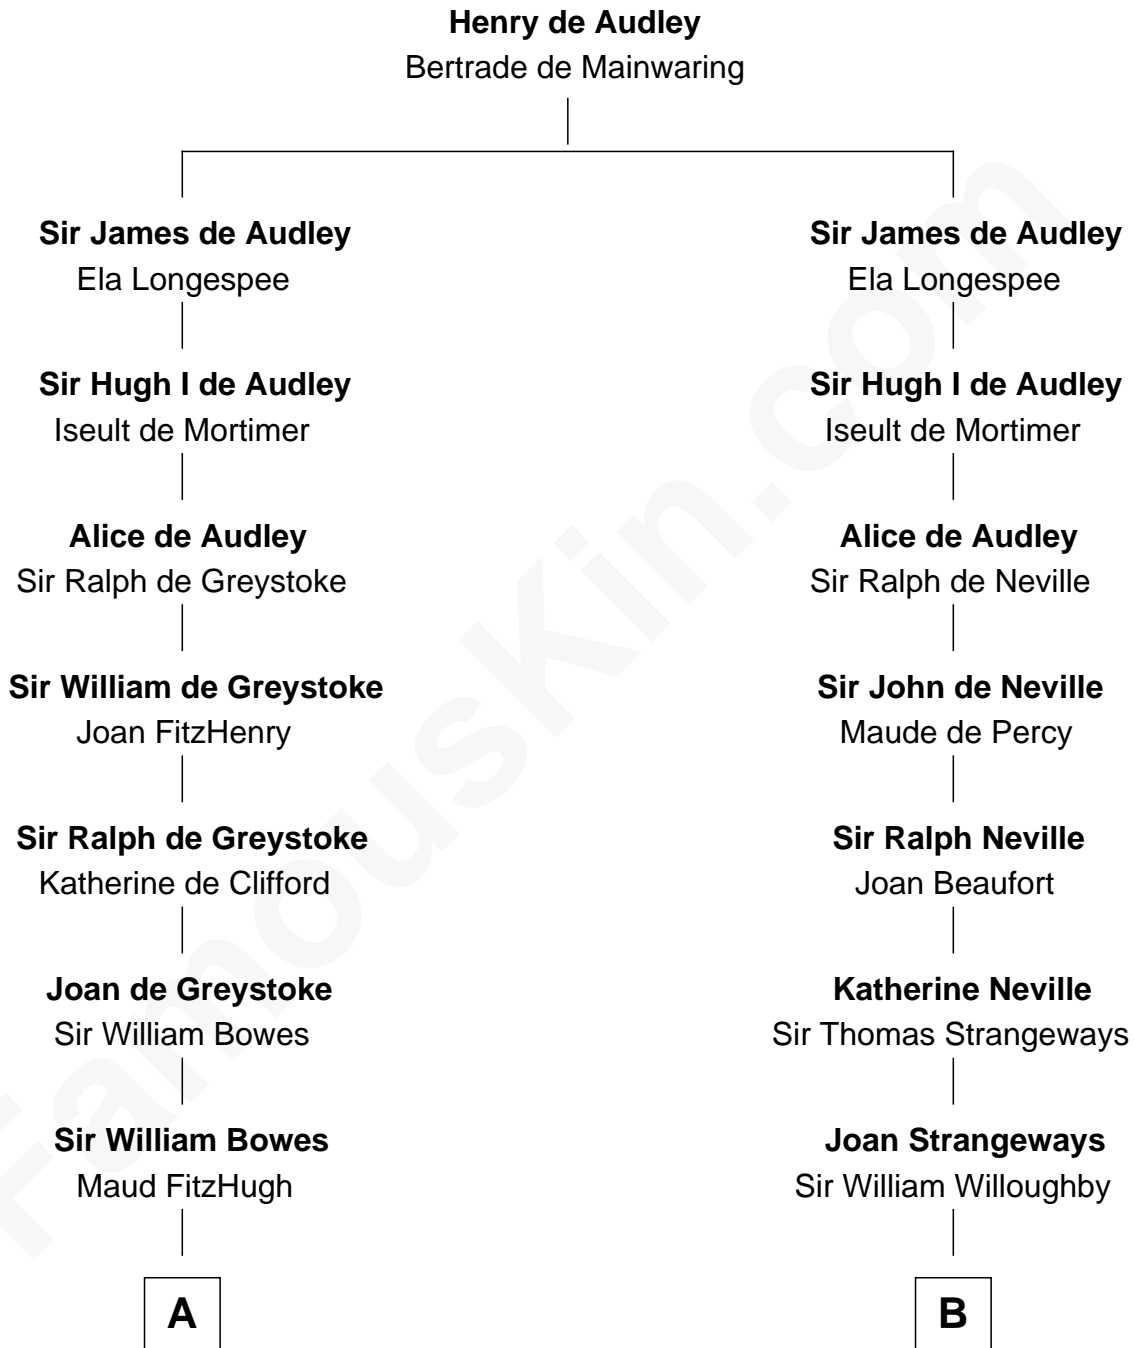 Henry de Audley
Bertrade de Mainwaring
Sir James de Audley
Ela Longespee
Sir Hugh I de Audley
Iseult de Mortimer
Alice de Audley
Sir Ralph de Greystoke
Sir William de Greystoke
Joan FitzHenry
Sir Ralph de Greystoke
Katherine de Clifford
Joan de Greystoke
Sir William Bowes
Sir William Bowes
Maud FitzHugh
A
Sir James de Audley
Ela Longespee
Sir Hugh I de Audley
Iseult de Mortimer
Alice de Audley
Sir Ralph de Neville
Sir John de Neville
Maude de Percy
Sir Ralph Neville
Joan Beaufort
Katherine Neville
Sir Thomas Strangeways
Joan Strangeways
Sir William Willoughby
B
FamousKin.com